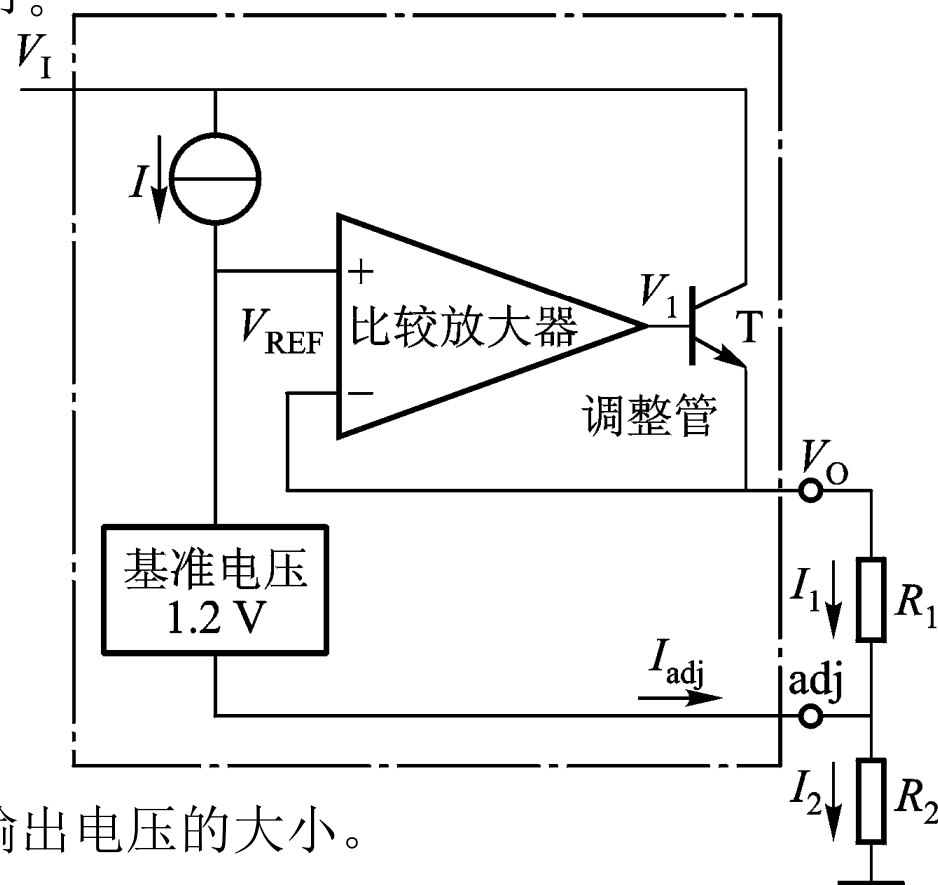 。
V_I
I
+
V_REF
比较放大器
−
V_1
T
调整管
V_O
基准电压
1.2 V
I_1
R_1
I_adj
adj
I_2
R_2
输出电压的大小。